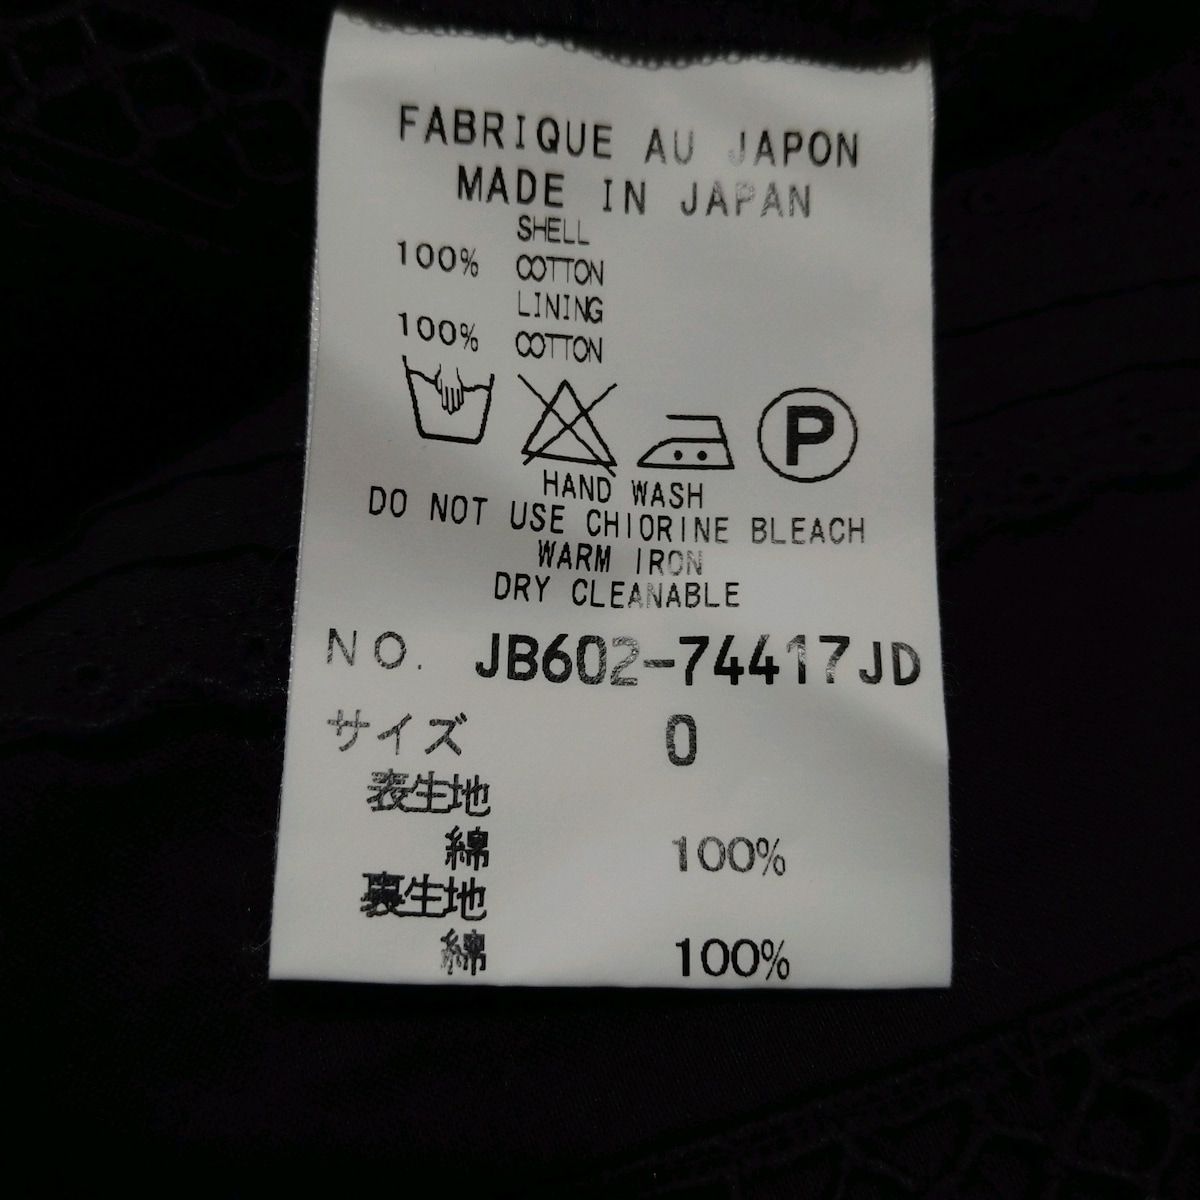 FABRIQUE AU JAPON
MADE IN JAPAN
SHELL
100% COTTON
LINING
100% COTTON
P
HAND WASH
DO NOT USE CHIORINE BLEACH
WARM IRON
DRY CLEANABLE
NO. JB602-74417JD
サイズ 0
表生地
綿 100%
裏生地
綿 100%